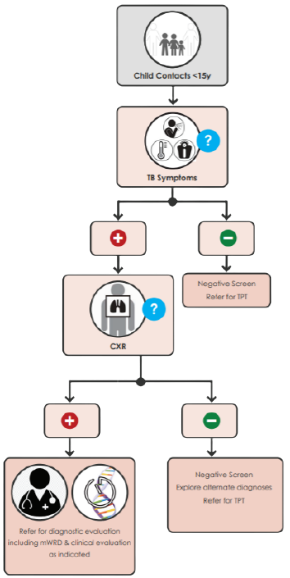 Child Contacts <15y
?
TB Symptoms
Negative Screen
Refer for TPT
?
CXR
Refer for diagnostic evaluation
including mWRD & clinical evaluation
as indicated
Negative Screen
Explore alternate diagnoses
Refer for TPT